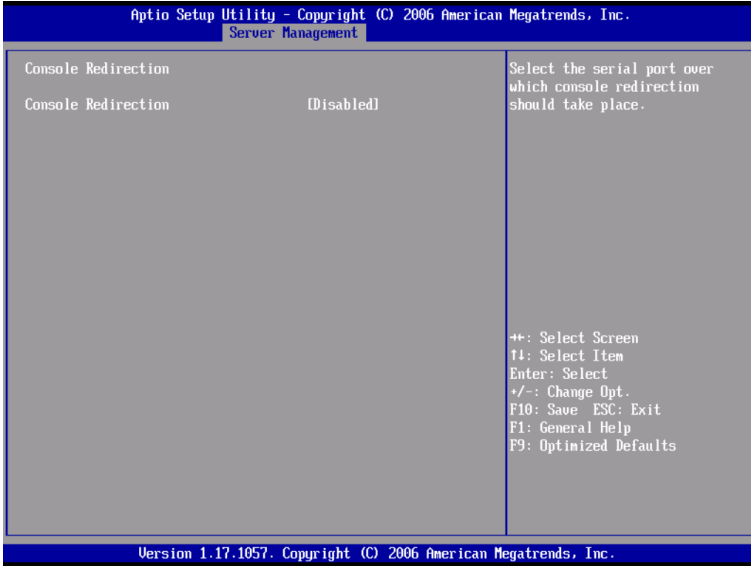 Aptio Setup Utility - Copyright (C) 2006 American Megatrends, Inc.
Server Management
Console Redirection
Console Redirection [Disabled]
Select the serial port over
which console redirection
should take place.
→←: Select Screen
↑↓: Select Item
Enter: Select
+/-: Change Opt.
F10: Save ESC: Exit
F1: General Help
F9: Optimized Defaults
Version 1.17.1057. Copyright (C) 2006 American Megatrends, Inc.